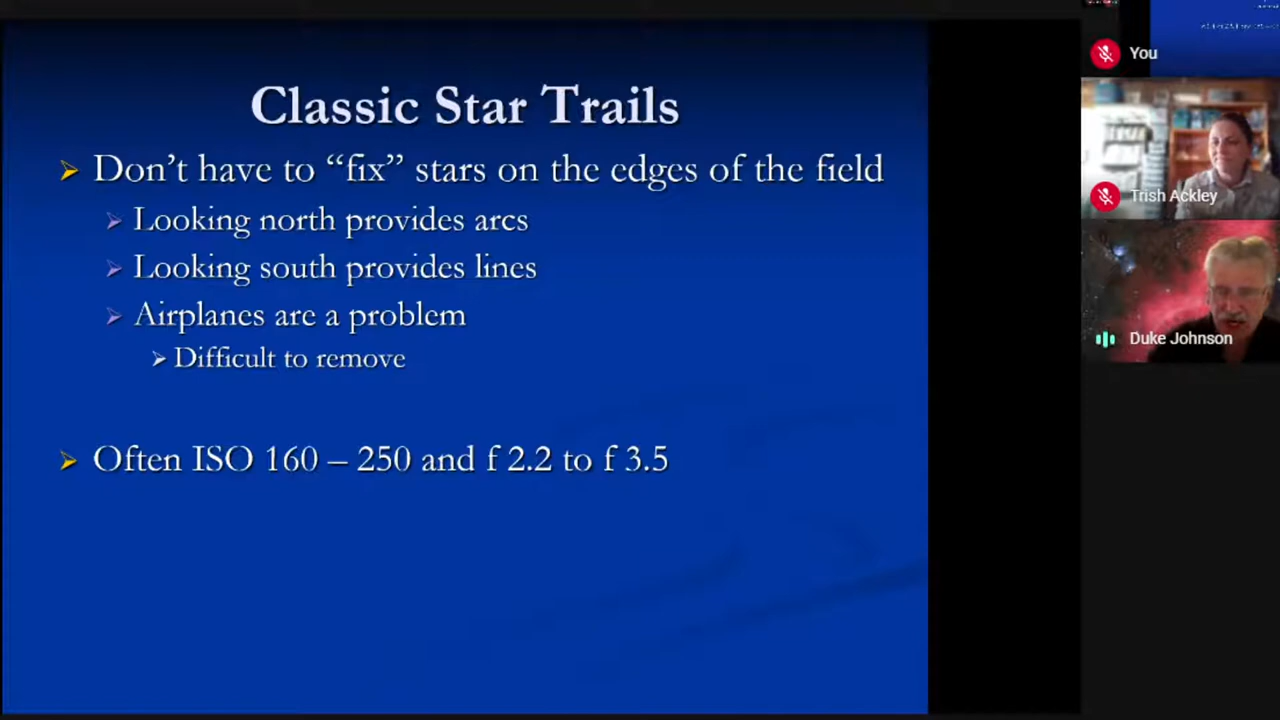 Classic Star Trails
Don't have to “fix” stars on the edges of the field
Looking north provides arcs
Looking south provides lines
Airplanes are a problem
Difficult to remove
Often ISO 160 – 250 and f 2.2 to f 3.5
You
Trish Ackley
Duke Johnson